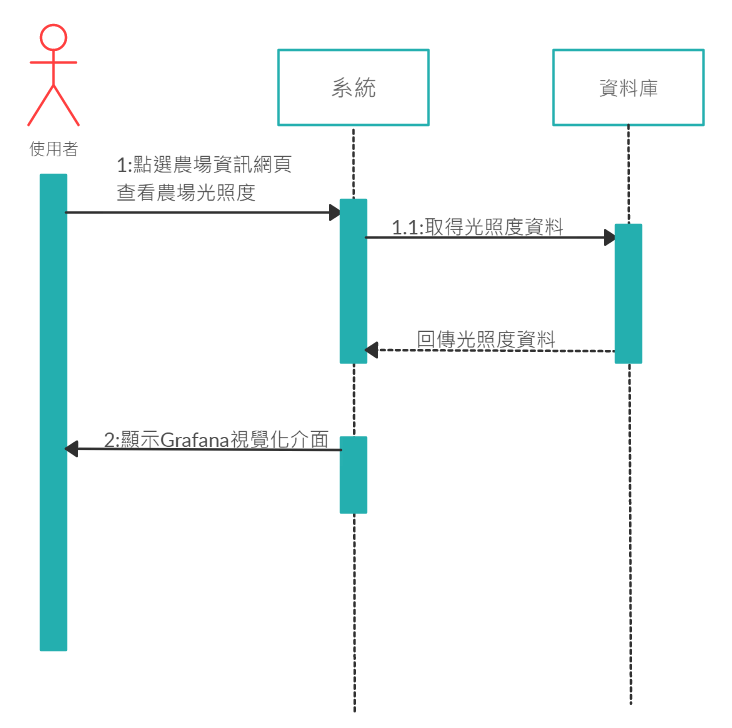 系統
資料庫
使用者
1:點選農場資訊網頁
查看農場光照度
1.1:取得光照度資料
回傳光照度資料
2:顯示Grafana視覺化介面